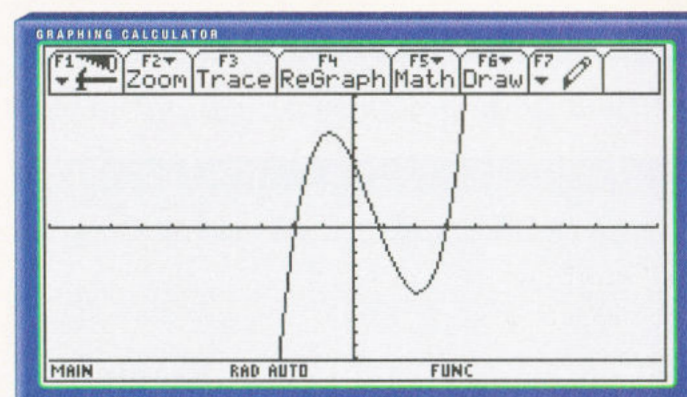 GRAPHING CALCULATOR
F1▼ F2▼ F3 F4 F5▼ F6▼ F7▼
Zoom Trace ReGraph Math Draw
MAIN RAD AUTO FUNC